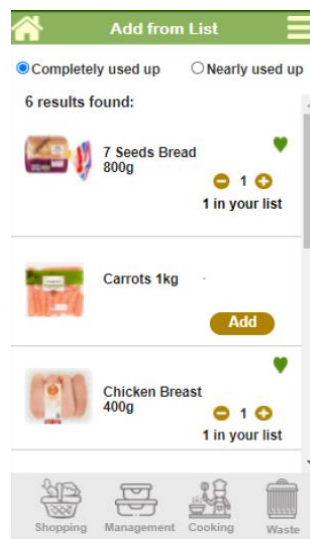 Add from List
Completely used up
Nearly used up
6 results found:
7 Seeds Bread
800g
1
1 in your list
Carrots 1kg
Add
Chicken Breast
400g
1
1 in your list
Shopping
Management
Cooking
Waste